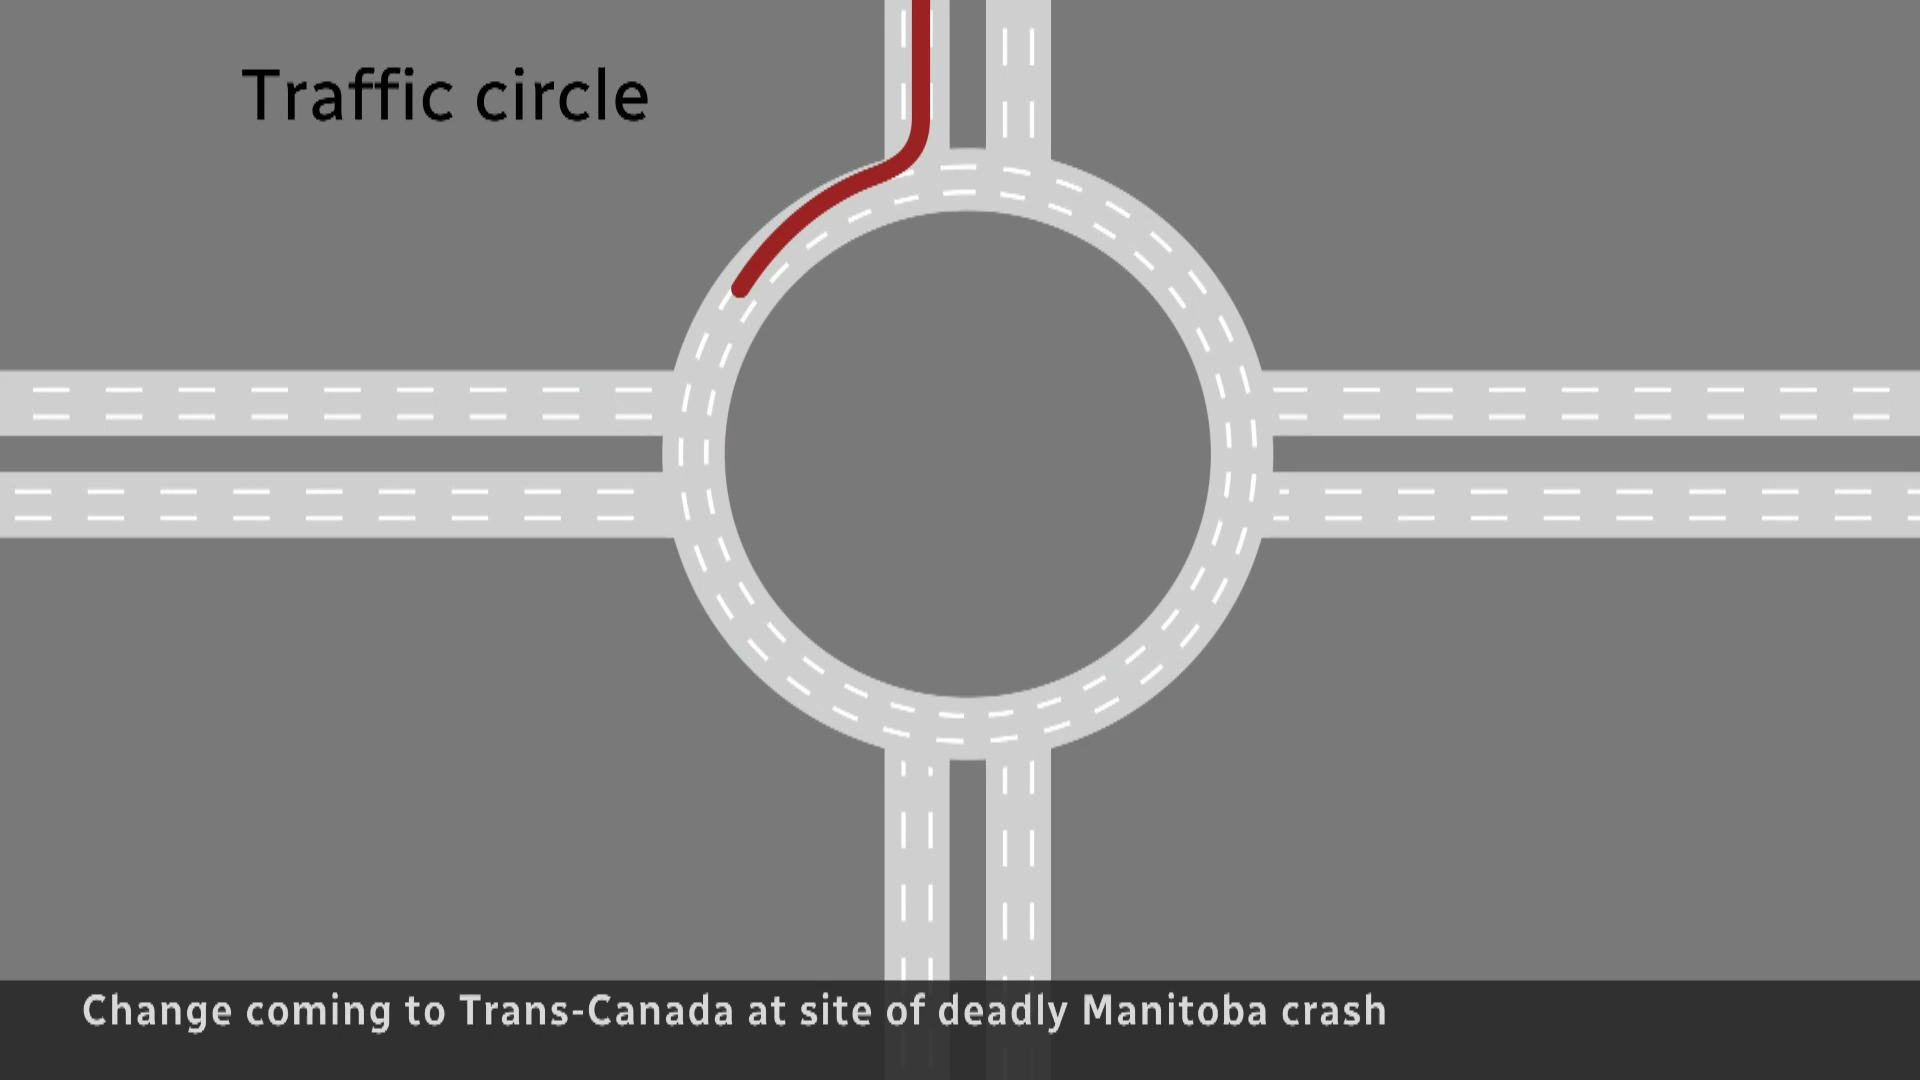 Traffic circle
Change coming to Trans-Canada at site of deadly Manitoba crash